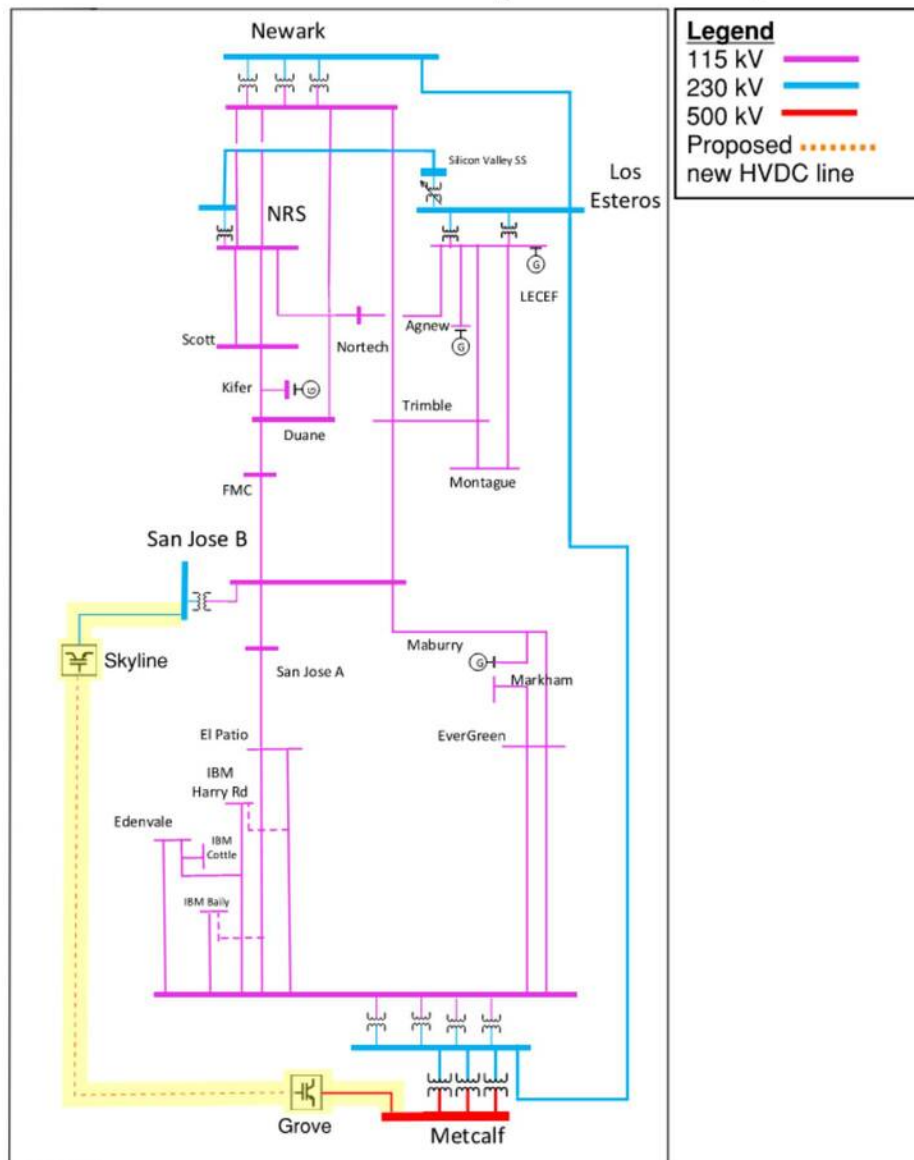 Newark
Legend
115 kV
230 kV
500 kV
Proposed
new HVDC line
Silicon Valley SS
Los
Esteros
NRS
G
LECEF
Agnew
G
Scott
Nortech
Kifer
G
Trimble
Duane
Montague
FMC
San Jose B
Maburry
Skyline
G
San Jose A
Markham
El Patio
EverGreen
IBM
Harry Rd
Edenvale
IBM
Cottle
IBM Baily
Grove
Metcalf